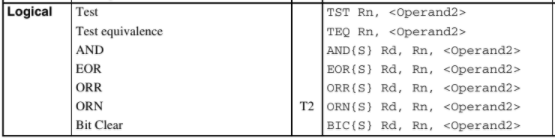 Logical Test TST Rn, <Operand2>
Test equivalence TEQ Rn, <Operand2>
AND AND{S} Rd, Rn, <Operand2>
EOR EOR{S} Rd, Rn, <Operand2>
ORR ORR{S} Rd, Rn, <Operand2>
ORN T2 ORN{S} Rd, Rn, <Operand2>
Bit Clear BIC{S} Rd, Rn, <Operand2>